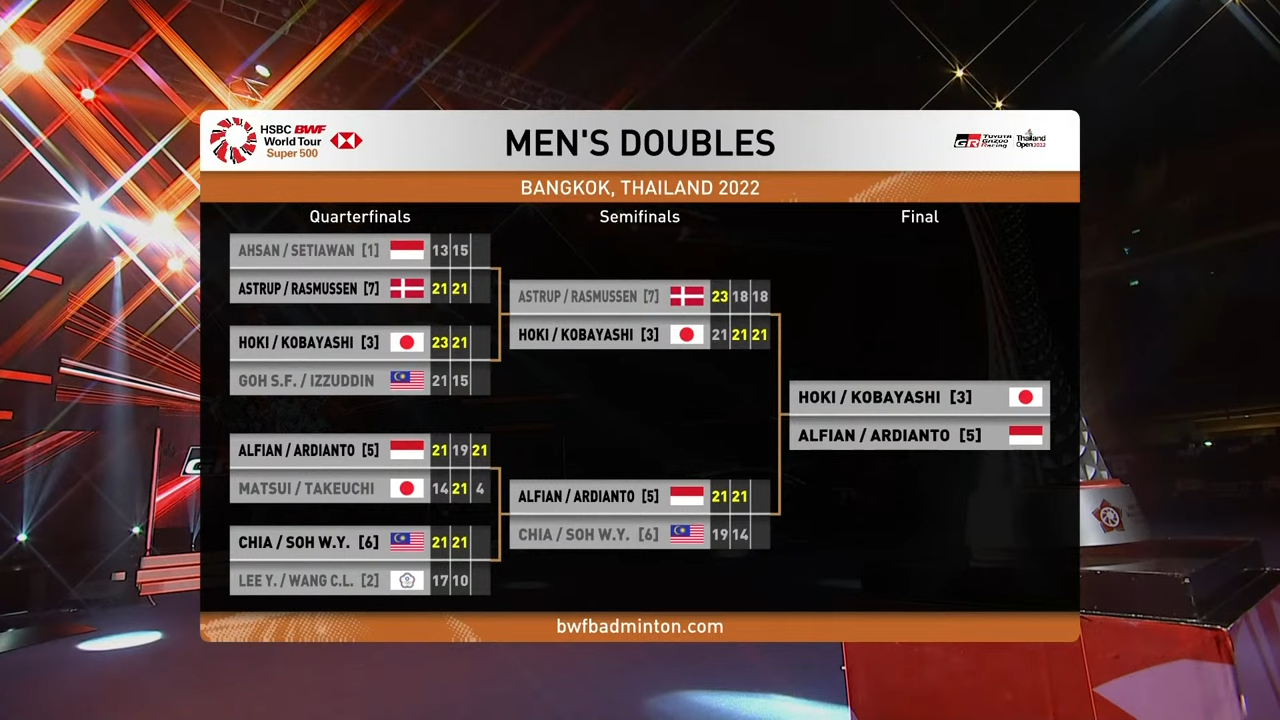 HSBC BWF
World Tour
Super 500
MEN'S DOUBLES
GR TOYOTA GAZOO Racing
Thailand Open 2022
BANGKOK, THAILAND 2022
Quarterfinals Semifinals Final
AHSAN / SETIAWAN [1] 13 15
ASTRUP / RASMUSSEN [7] 21 21
HOKI / KOBAYASHI [3] 23 21
GOH S.F. / IZZUDDIN 21 15
ALFIAN / ARDIANTO [5] 21 19 21
MATSUI / TAKEUCHI 14 21 4
CHIA / SOH W.Y. [6] 21 21
LEE Y. / WANG C.L. [2] 17 10
ASTRUP / RASMUSSEN [7] 23 18 18
HOKI / KOBAYASHI [3] 21 21 21
ALFIAN / ARDIANTO [5] 21 21
CHIA / SOH W.Y. [6] 19 14
HOKI / KOBAYASHI [3]
ALFIAN / ARDIANTO [5]
bwfbadminton.com